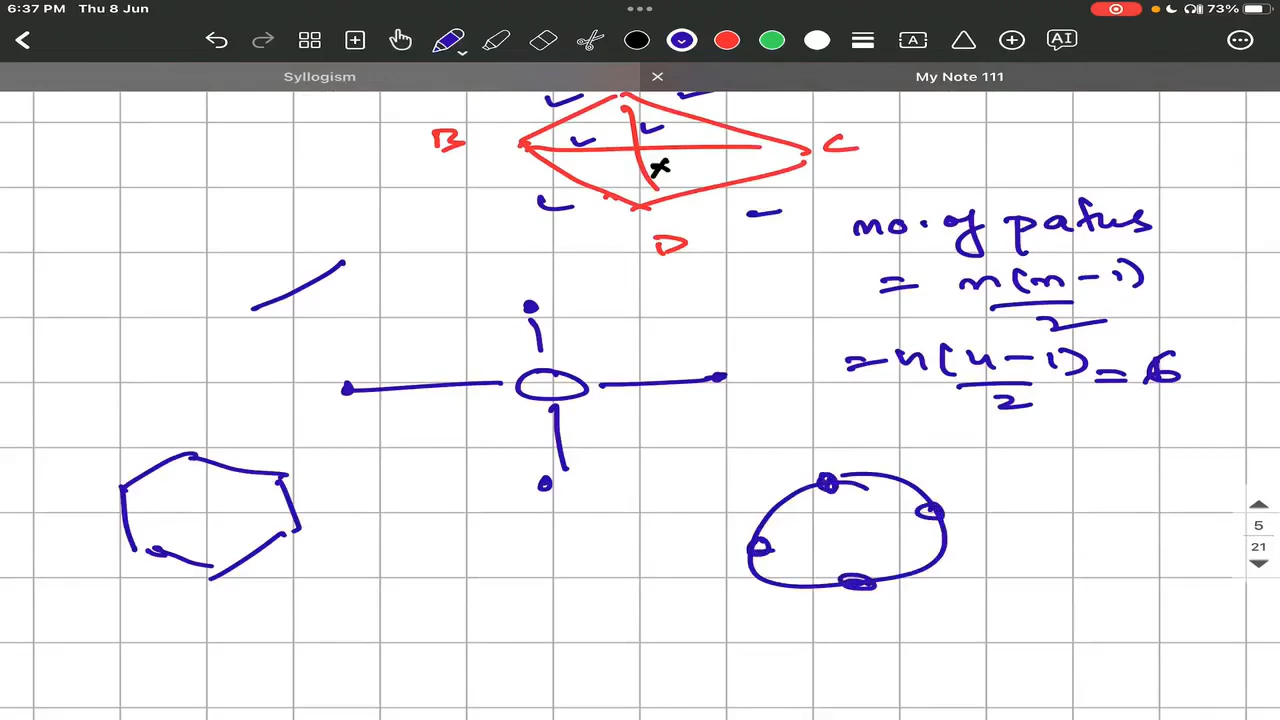 6:37 PM Thu 8 Jun
73%
Syllogism
My Note 111
B
C
D
no. of paths
= n(n-1)
2
= 4(4-1) = 6
2
5
21
A
AI